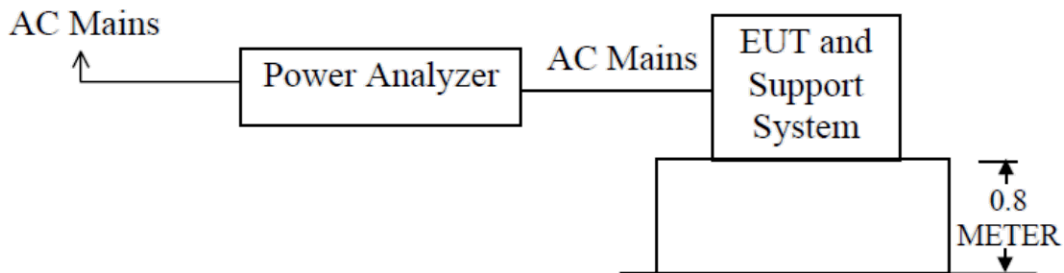 AC Mains
Power Analyzer
AC Mains
EUT and
Support
System
0.8
METER